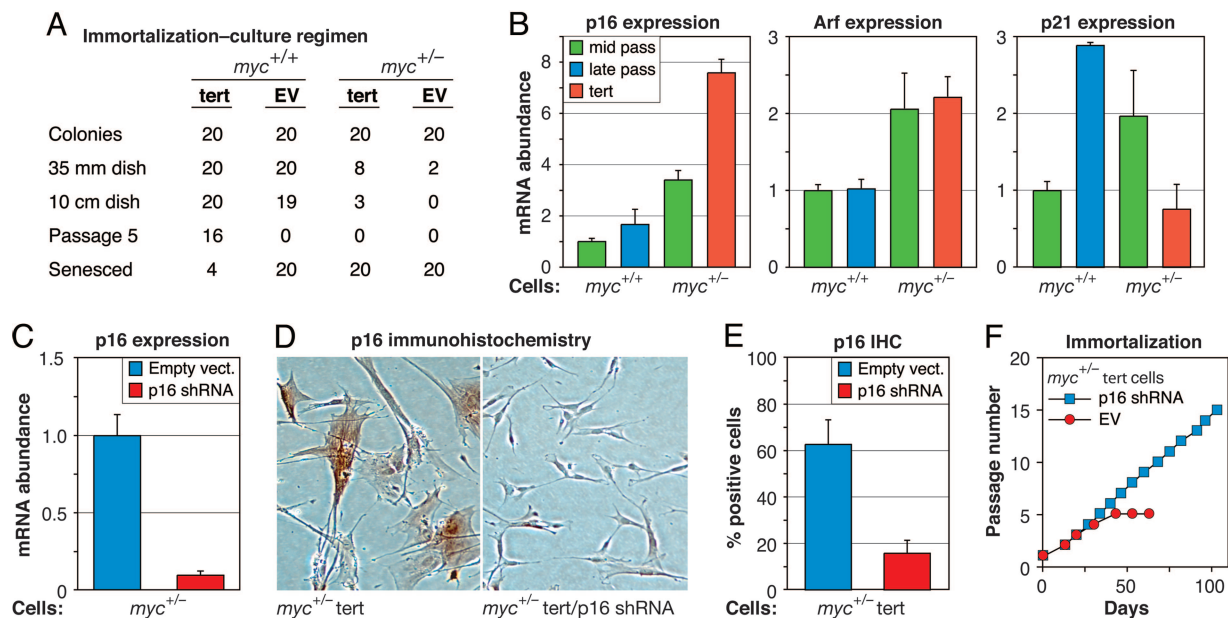 A
Immortalization–culture regimen
myc+/+ myc+/–
tert EV tert EV
Colonies 20 20 20 20
35 mm dish 20 20 8 2
10 cm dish 20 19 3 0
Passage 5 16 0 0 0
Senesced 4 20 20 20
B
p16 expression Arf expression p21 expression
mRNA abundance
8
6
4
2
0
mid pass
late pass
tert
3
2
1
0
3
2
1
0
Cells: myc+/+ myc+/– myc+/+ myc+/– myc+/+ myc+/–
C
p16 expression
mRNA abundance
1.5
1.0
0.5
0
Empty vect.
p16 shRNA
Cells: myc+/–
D
p16 immunohistochemistry
myc+/– tert myc+/– tert/p16 shRNA
E
p16 IHC
% positive cells
100
80
60
40
20
0
Empty vect.
p16 shRNA
Cells: myc+/– tert
F
Immortalization
Passage number
20
15
10
5
0
myc+/– tert cells
p16 shRNA
EV
0 50 100
Days